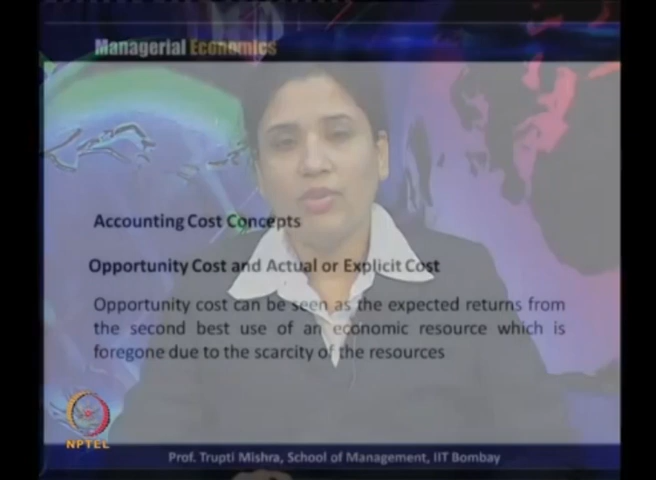 Managerial Economics
Accounting Cost Concepts
Opportunity Cost and Actual or Explicit Cost
Opportunity cost can be seen as the expected returns from
the second best use of an economic resource which is
foregone due to the scarcity of the resources
NPTEL
Prof. Trupti Mishra, School of Management, IIT Bombay